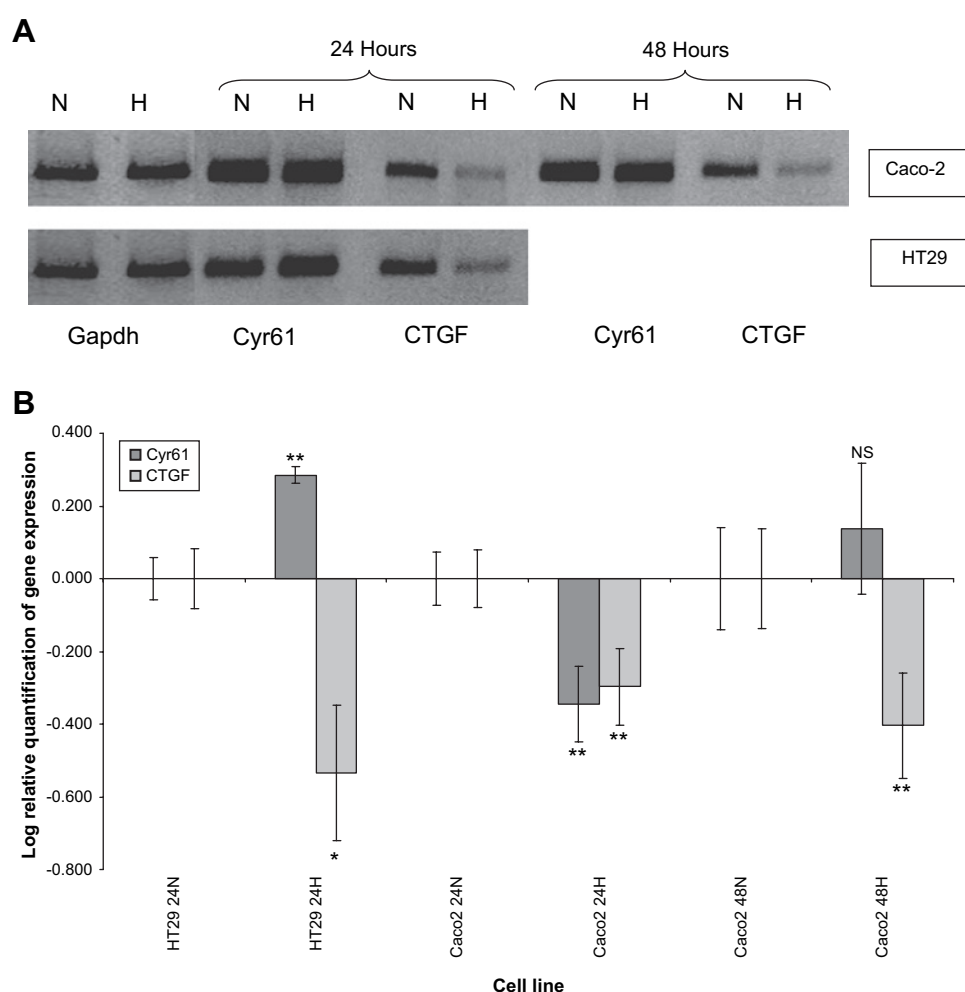 A
24 Hours 48 Hours
N H N H N H N H N H
Caco-2
HT29
Gapdh Cyr61 CTGF Cyr61 CTGF
B
Log relative quantification of gene expression
0.400
0.200
0.000
-0.200
-0.400
-0.600
-0.800
Cyr61
CTGF
**
*
**
**
NS
**
HT29 24N
HT29 24H
Caco2 24N
Caco2 24H
Caco2 48N
Caco2 48H
Cell line